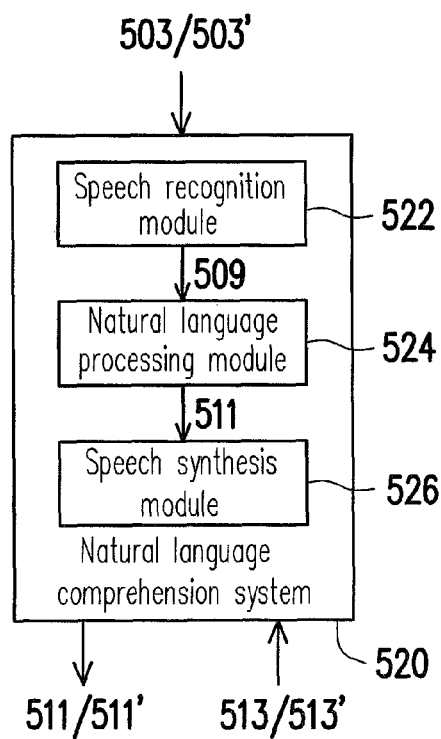 503/503'
Speech recognition
module
522
509
Natural language
processing module
524
511
Speech synthesis
module
526
Natural language
comprehension system
520
511/511'
513/513'